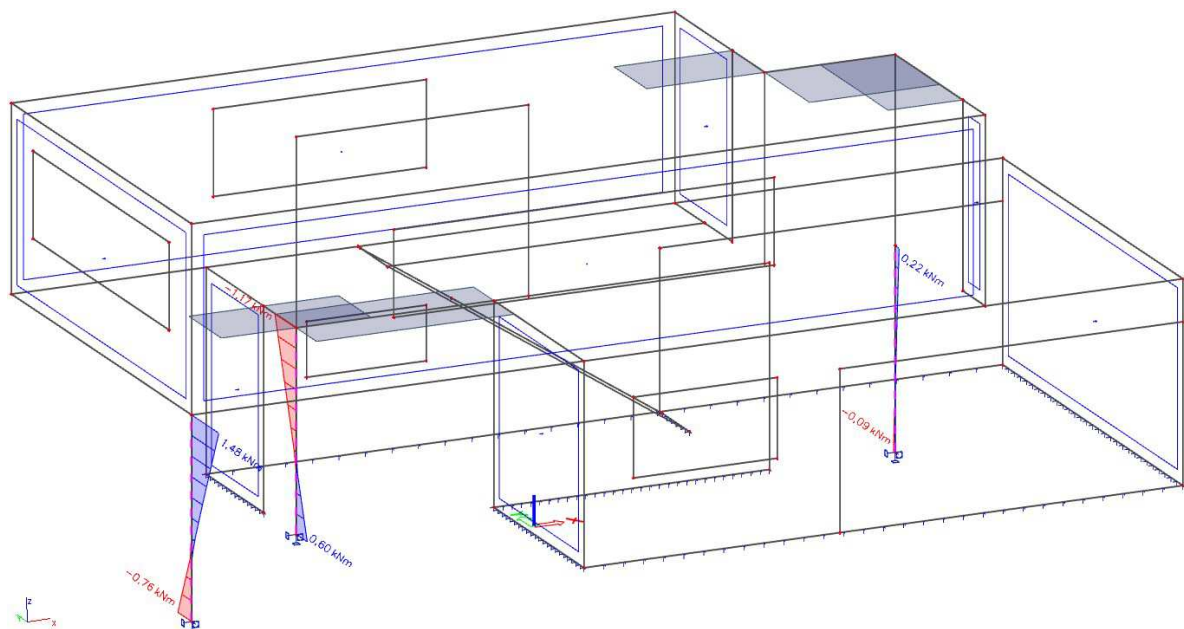 0.22 kNm
-1.17 kNm
-0.09 kNm
1.48 kNm
0.60 kNm
-0.76 kNm
x
z
x